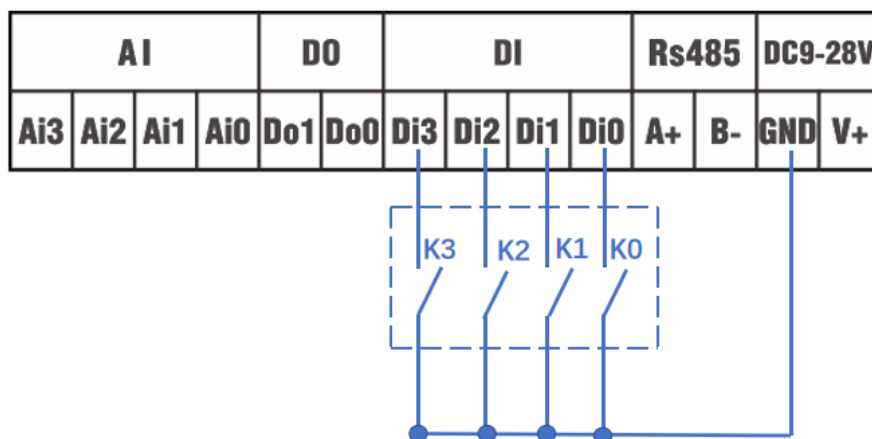 AI DO DI Rs485 DC9-28V
Ai3 Ai2 Ai1 Ai0 Do1 Do0 Di3 Di2 Di1 Di0 A+ B- GND V+
K3 K2 K1 K0